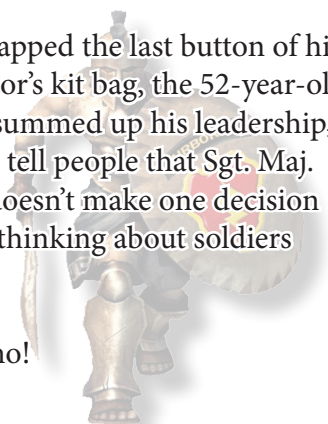 apped the last button of hi
or's kit bag, the 52-year-ol
summed up his leadership,
tell people that Sgt. Maj.
oesn't make one decision
thinking about soldiers
no!